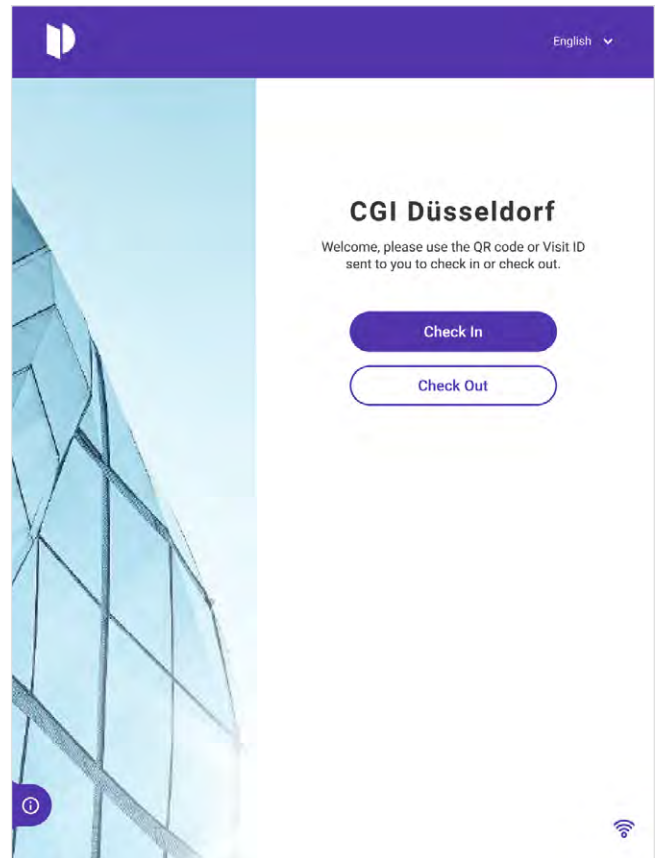 English
CGI Düsseldorf
Welcome, please use the QR code or Visit ID
sent to you to check in or check out.
Check In
Check Out